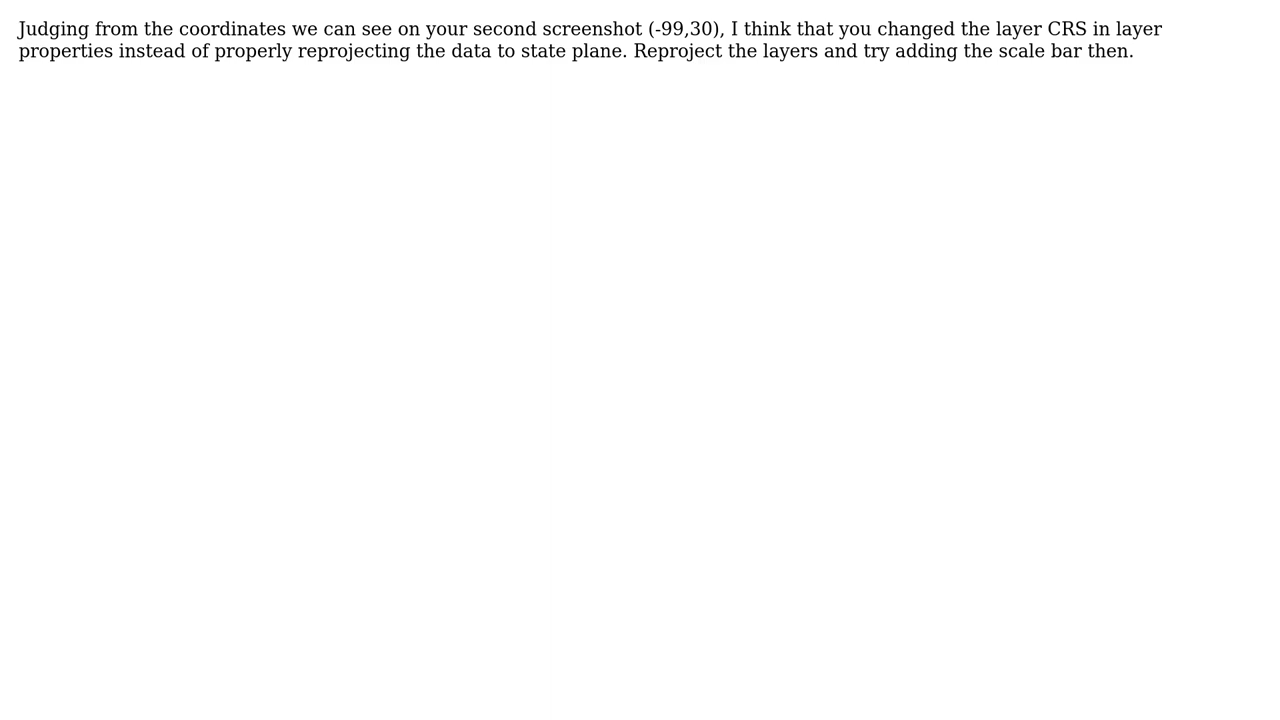 Judging from the coordinates we can see on your second screenshot (-99,30), I think that you changed the layer CRS in layer
properties instead of properly reprojecting the data to state plane. Reproject the layers and try adding the scale bar then.